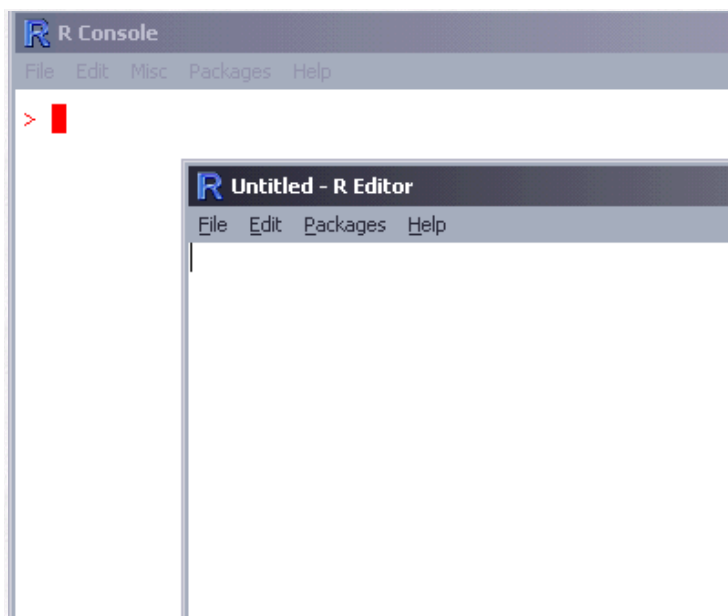 R Console
File Edit Misc Packages Help
>
Untitled - R Editor
File Edit Packages Help